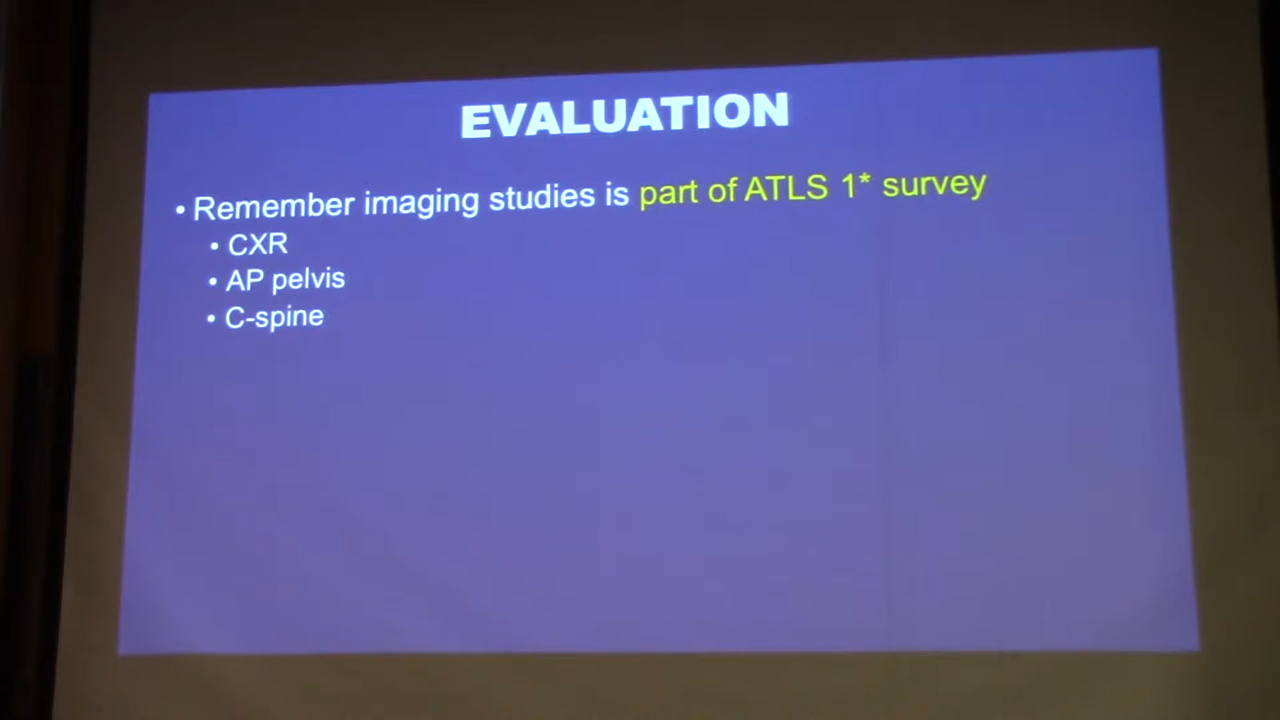 EVALUATION
• Remember imaging studies is part of ATLS 1* survey
• CXR
• AP pelvis
• C-spine